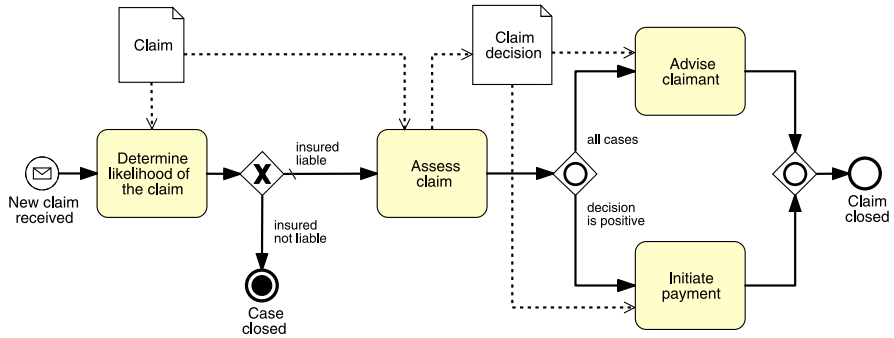 Claim
Claim
decision
Advise
claimant
insured
liable
all cases
Determine
likelihood of
the claim
X
Assess
claim
New claim
received
insured
not liable
decision
is positive
Claim
closed
Initiate
payment
Case
closed